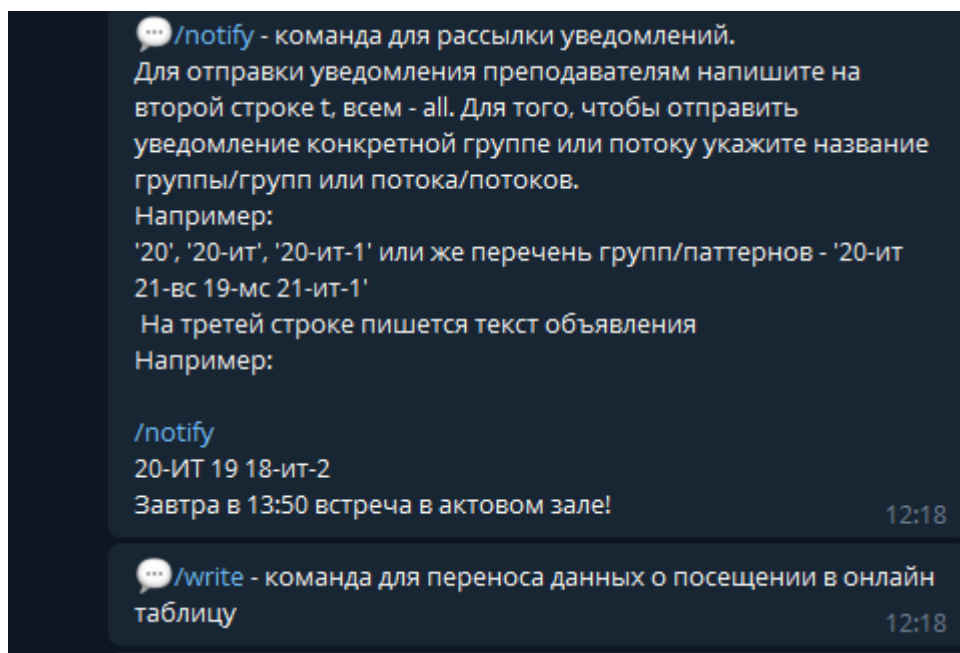 💬/notify - команда для рассылки уведомлений.
Для отправки уведомления преподавателям напишите на
второй строке t, всем - all. Для того, чтобы отправить
уведомление конкретной группе или потоку укажите название
группы/групп или потока/потоков.
Например:
'20', '20-ит', '20-ит-1' или же перечень групп/паттернов - '20-ит
21-вс 19-мс 21-ит-1'
На третей строке пишется текст объявления
Например:

/notify
20-ИТ 19 18-ит-2
Завтра в 13:50 встреча в актовом зале!
12:18
💬/write - команда для переноса данных о посещении в онлайн
таблицу
12:18